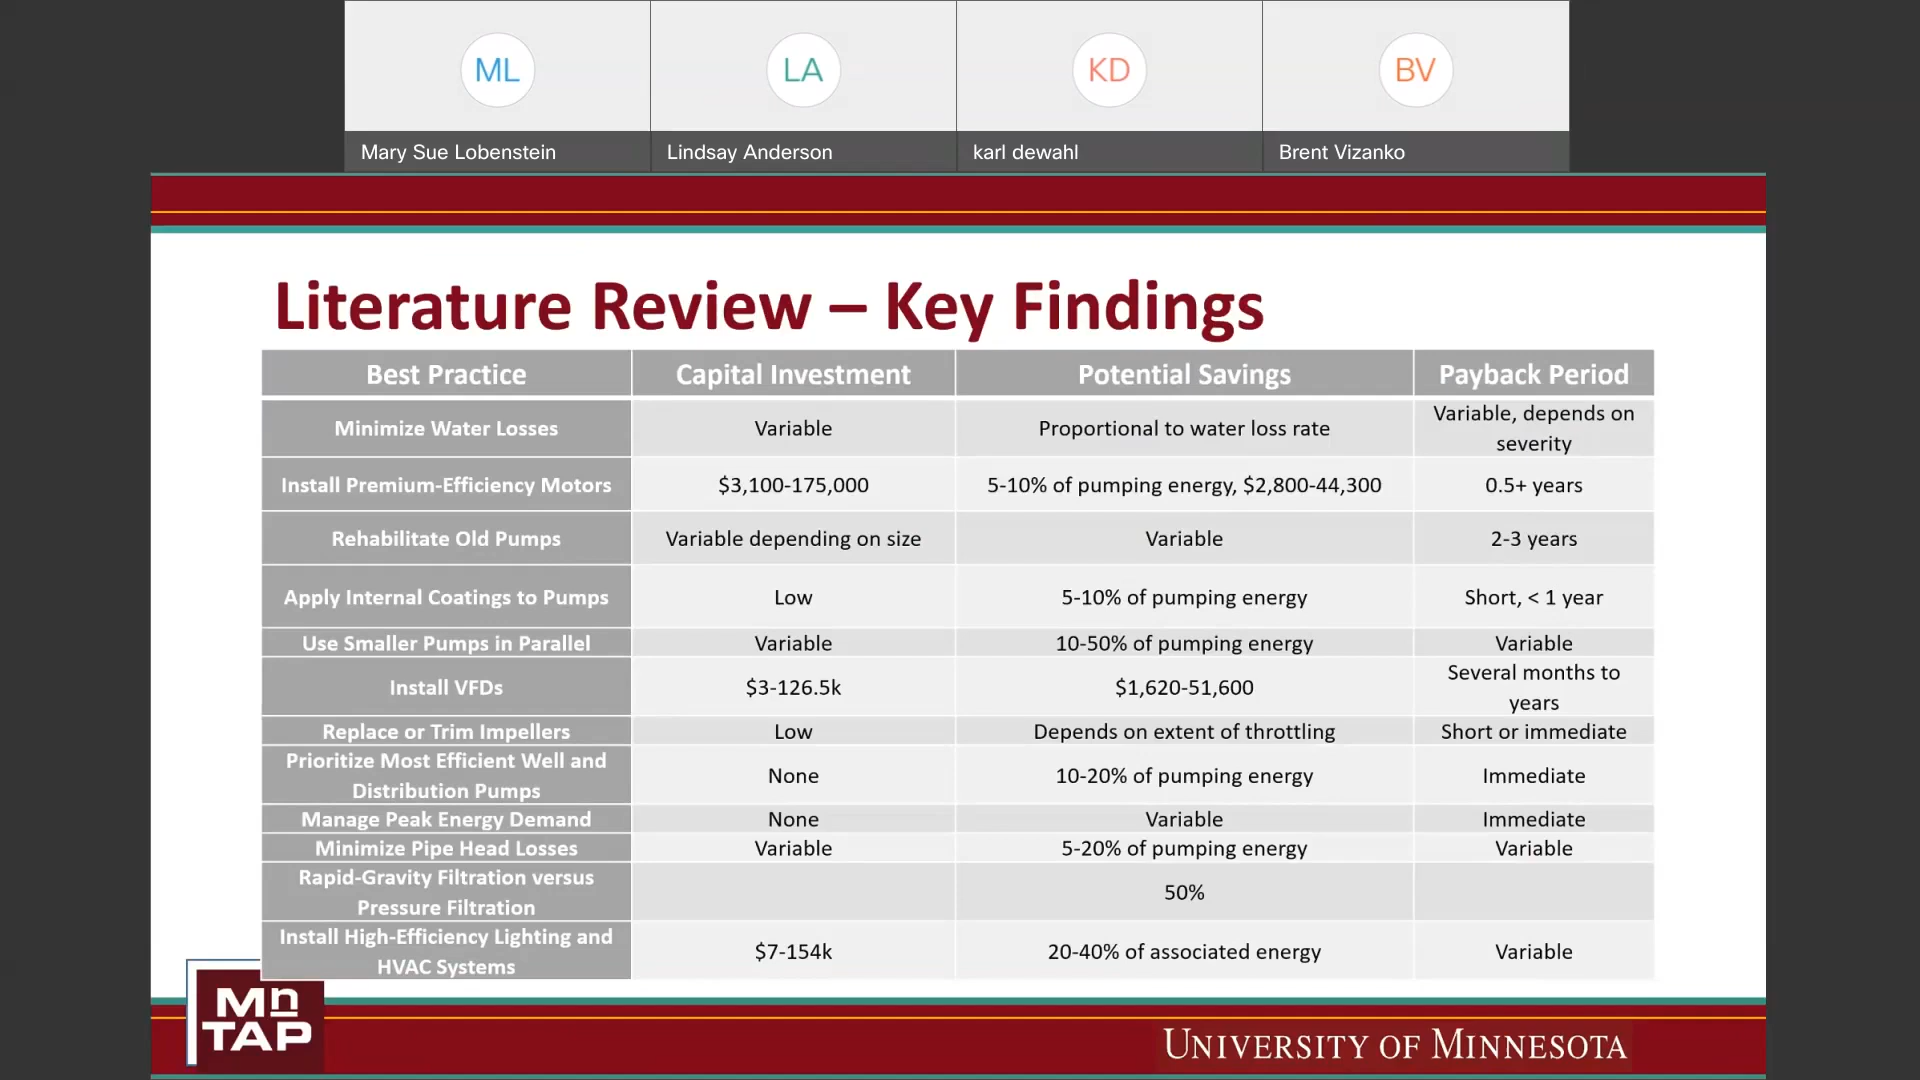 ML
LA
KD
BV
Mary Sue Lobenstein
Lindsay Anderson
karl dewahl
Brent Vizanko
Literature Review – Key Findings
Best Practice
Capital Investment
Potential Savings
Payback Period
Minimize Water Losses
Variable
Proportional to water loss rate
Variable, depends on
severity
Install Premium-Efficiency Motors
$3,100-175,000
5-10% of pumping energy, $2,800-44,300
0.5+ years
Rehabilitate Old Pumps
Variable depending on size
Variable
2-3 years
Apply Internal Coatings to Pumps
Low
5-10% of pumping energy
Short, < 1 year
Use Smaller Pumps in Parallel
Variable
10-50% of pumping energy
Variable
Install VFDs
$3-126.5k
$1,620-51,600
Several months to
years
Replace or Trim Impellers
Low
Depends on extent of throttling
Short or immediate
Prioritize Most Efficient Well and
Distribution Pumps
None
10-20% of pumping energy
Immediate
Manage Peak Energy Demand
None
Variable
Immediate
Minimize Pipe Head Losses
Variable
5-20% of pumping energy
Variable
Rapid-Gravity Filtration versus
Pressure Filtration
50%
Install High-Efficiency Lighting and
HVAC Systems
$7-154k
20-40% of associated energy
Variable
Mn
TAP
UNIVERSITY OF MINNESOTA